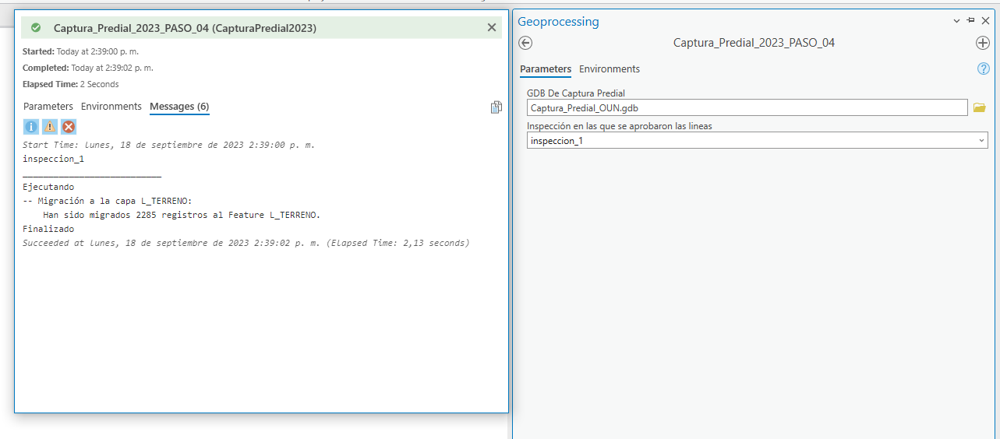 Captura_Predial_2023_PASO_04 (CapturaPredial2023)
Started: Today at 2:39:00 p. m.
Completed: Today at 2:39:02 p. m.
Elapsed Time: 2 Seconds
Parameters Environments Messages (6)
Start Time: lunes, 18 de septiembre de 2023 2:39:00 p. m.
inspeccion_1
___________________________
Ejecutando
-- Migración a la capa L_TERRENO:
Han sido migrados 2285 registros al Feature L_TERRENO.
Finalizado
Succeeded at lunes, 18 de septiembre de 2023 2:39:02 p. m. (Elapsed Time: 2,13 seconds)
Geoprocessing
Captura_Predial_2023_PASO_04
Parameters Environments
GDB De Captura Predial
Captura_Predial_OUN.gdb
Inspección en las que se aprobaron las lineas
inspeccion_1